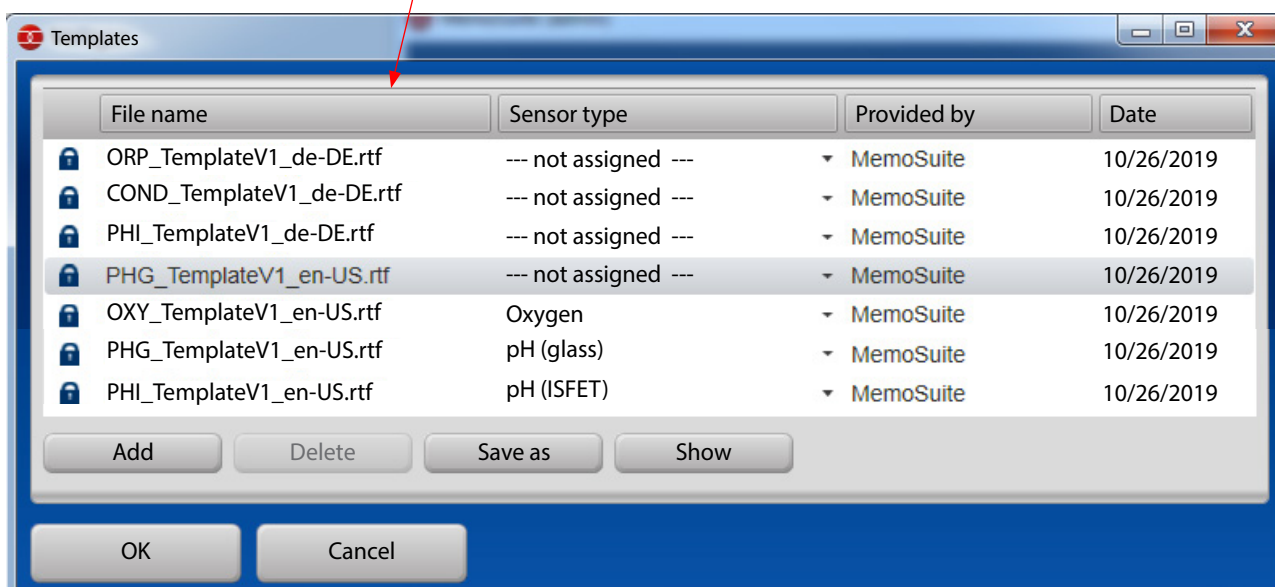 Templates
File name Sensor type Provided by Date
ORP_TemplateV1_de-DE.rtf --- not assigned --- MemoSuite 10/26/2019
COND_TemplateV1_de-DE.rtf --- not assigned --- MemoSuite 10/26/2019
PHI_TemplateV1_de-DE.rtf --- not assigned --- MemoSuite 10/26/2019
PHG_TemplateV1_en-US.rtf --- not assigned --- MemoSuite 10/26/2019
OXY_TemplateV1_en-US.rtf Oxygen MemoSuite 10/26/2019
PHG_TemplateV1_en-US.rtf pH (glass) MemoSuite 10/26/2019
PHI_TemplateV1_en-US.rtf pH (ISFET) MemoSuite 10/26/2019
Add Delete Save as Show
OK Cancel